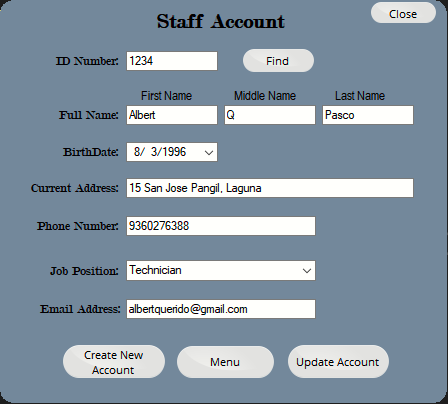 Staff Account
Close
ID Number: 1234 Find
First Name Middle Name Last Name
Full Name: Albert Q Pasco
BirthDate: 8/ 3/1996
Current Address: 15 San Jose Pangil, Laguna
Phone Number: 9360276388
Job Position: Technician
Email Address: albertquerido@gmail.com
Create New
Account
Menu
Update Account